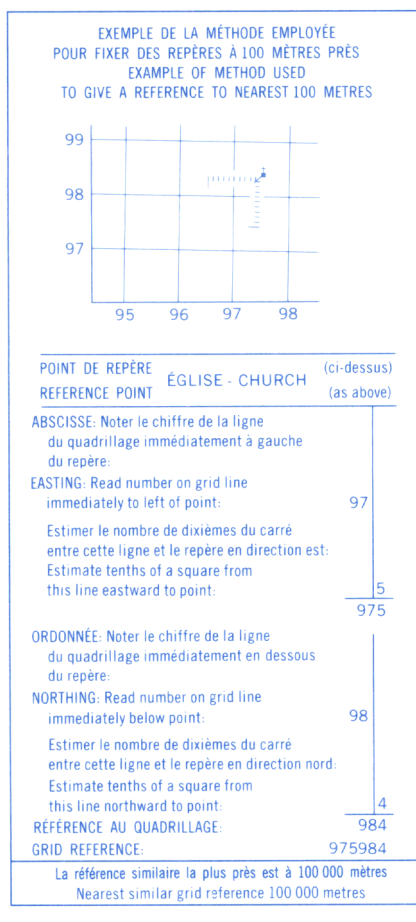 EXEMPLE DE LA MÉTHODE EMPLOYÉE
POUR FIXER DES REPÈRES À 100 MÈTRES PRÈS
EXAMPLE OF METHOD USED
TO GIVE A REFERENCE TO NEAREST 100 METRES
99
98
97
95 96 97 98
POINT DE REPÈRE
REFERENCE POINT
ÉGLISE - CHURCH
(ci-dessus)
(as above)
ABSCISSE: Noter le chiffre de la ligne
du quadrillage immédiatement à gauche
du repère:
EASTING: Read number on grid line
immediately to left of point: 97
Estimer le nombre de dixièmes du carré
entre cette ligne et le repère en direction est:
Estimate tenths of a square from
this line eastward to point: 5
975
ORDONNÉE: Noter le chiffre de la ligne
du quadrillage immédiatement en dessous
du repère:
NORTHING: Read number on grid line
immediately below point: 98
Estimer le nombre de dixièmes du carré
entre cette ligne et le repère en direction nord:
Estimate tenths of a square from
this line northward to point: 4
RÉFÉRENCE AU QUADRILLAGE: 984
GRID REFERENCE: 975984
La référence similaire la plus près est à 100 000 mètres
Nearest similar grid reference 100 000 metres